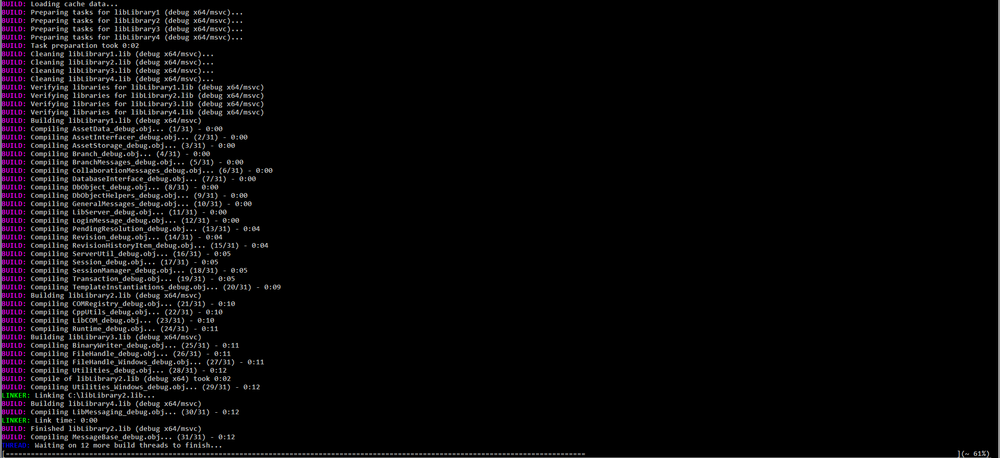 BUILD: Loading cache data...
BUILD: Preparing tasks for libLibrary1 (debug x64/msvc)...
BUILD: Preparing tasks for libLibrary2 (debug x64/msvc)...
BUILD: Preparing tasks for libLibrary3 (debug x64/msvc)...
BUILD: Preparing tasks for libLibrary4 (debug x64/msvc)...
BUILD: Task preparation took 0:02
BUILD: Cleaning libLibrary1.lib (debug x64/msvc)...
BUILD: Cleaning libLibrary2.lib (debug x64/msvc)...
BUILD: Cleaning libLibrary3.lib (debug x64/msvc)...
BUILD: Cleaning libLibrary4.lib (debug x64/msvc)...
BUILD: Verifying libraries for libLibrary1.lib (debug x64/msvc)
BUILD: Verifying libraries for libLibrary2.lib (debug x64/msvc)
BUILD: Verifying libraries for libLibrary3.lib (debug x64/msvc)
BUILD: Verifying libraries for libLibrary4.lib (debug x64/msvc)
BUILD: Building libLibrary1.lib (debug x64/msvc)
BUILD: Compiling AssetData_debug.obj... (1/31) - 0:00
BUILD: Compiling AssetInterfacer_debug.obj... (2/31) - 0:00
BUILD: Compiling AssetStorage_debug.obj... (3/31) - 0:00
BUILD: Compiling Branch_debug.obj... (4/31) - 0:00
BUILD: Compiling BranchMessages_debug.obj... (5/31) - 0:00
BUILD: Compiling CollaborationMessages_debug.obj... (6/31) - 0:00
BUILD: Compiling DatabaseInterface_debug.obj... (7/31) - 0:00
BUILD: Compiling DbObject_debug.obj... (8/31) - 0:00
BUILD: Compiling DbObjectHelpers_debug.obj... (9/31) - 0:00
BUILD: Compiling GeneralMessages_debug.obj... (10/31) - 0:00
BUILD: Compiling LibServer_debug.obj... (11/31) - 0:00
BUILD: Compiling LoginMessage_debug.obj... (12/31) - 0:00
BUILD: Compiling PendingResolution_debug.obj... (13/31) - 0:04
BUILD: Compiling Revision_debug.obj... (14/31) - 0:04
BUILD: Compiling RevisionHistoryItem_debug.obj... (15/31) - 0:04
BUILD: Compiling ServerUtil_debug.obj... (16/31) - 0:05
BUILD: Compiling Session_debug.obj... (17/31) - 0:05
BUILD: Compiling SessionManager_debug.obj... (18/31) - 0:05
BUILD: Compiling Transaction_debug.obj... (19/31) - 0:05
BUILD: Compiling TemplateInstantiations_debug.obj... (20/31) - 0:09
BUILD: Building libLibrary2.lib (debug x64/msvc)
BUILD: Compiling COMRegistry_debug.obj... (21/31) - 0:10
BUILD: Compiling CppUtils_debug.obj... (22/31) - 0:10
BUILD: Compiling LibCOM_debug.obj... (23/31) - 0:10
BUILD: Compiling Runtime_debug.obj... (24/31) - 0:11
BUILD: Building libLibrary3.lib (debug x64/msvc)
BUILD: Compiling BinaryWriter_debug.obj... (25/31) - 0:11
BUILD: Compiling FileHandle_debug.obj... (26/31) - 0:11
BUILD: Compiling FileHandle_Windows_debug.obj... (27/31) - 0:11
BUILD: Compiling Utilities_debug.obj... (28/31) - 0:12
BUILD: Compile of libLibrary2.lib (debug x64) took 0:02
BUILD: Compiling Utilities_Windows_debug.obj... (29/31) - 0:12
LINKER: Linking C:\libLibrary2.lib...
BUILD: Building libLibrary4.lib (debug x64/msvc)
BUILD: Compiling LibMessaging_debug.obj... (30/31) - 0:12
LINKER: Link time: 0:00
BUILD: Finished libLibrary2.lib (debug x64/msvc)
BUILD: Compiling MessageBase_debug.obj... (31/31) - 0:12
THREAD: Waiting on 12 more build threads to finish...
[=========================================================================================================================================== ](~ 61%)